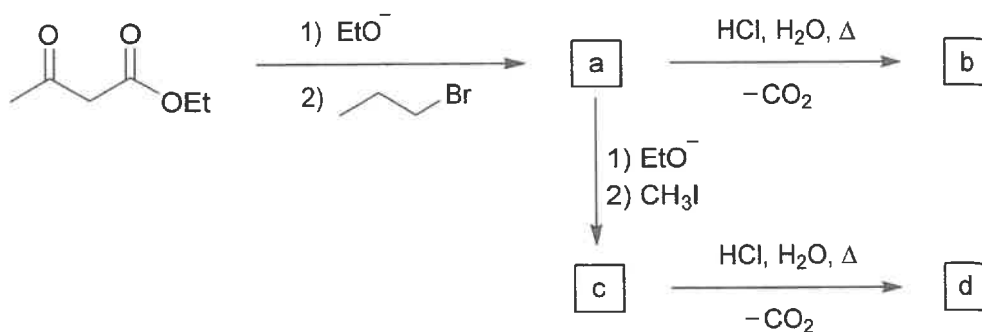 O O
OEt
1) EtO⁻
2) Br
a
HCl, H₂O, Δ
−CO₂
b
1) EtO⁻
2) CH₃I
c
HCl, H₂O, Δ
−CO₂
d